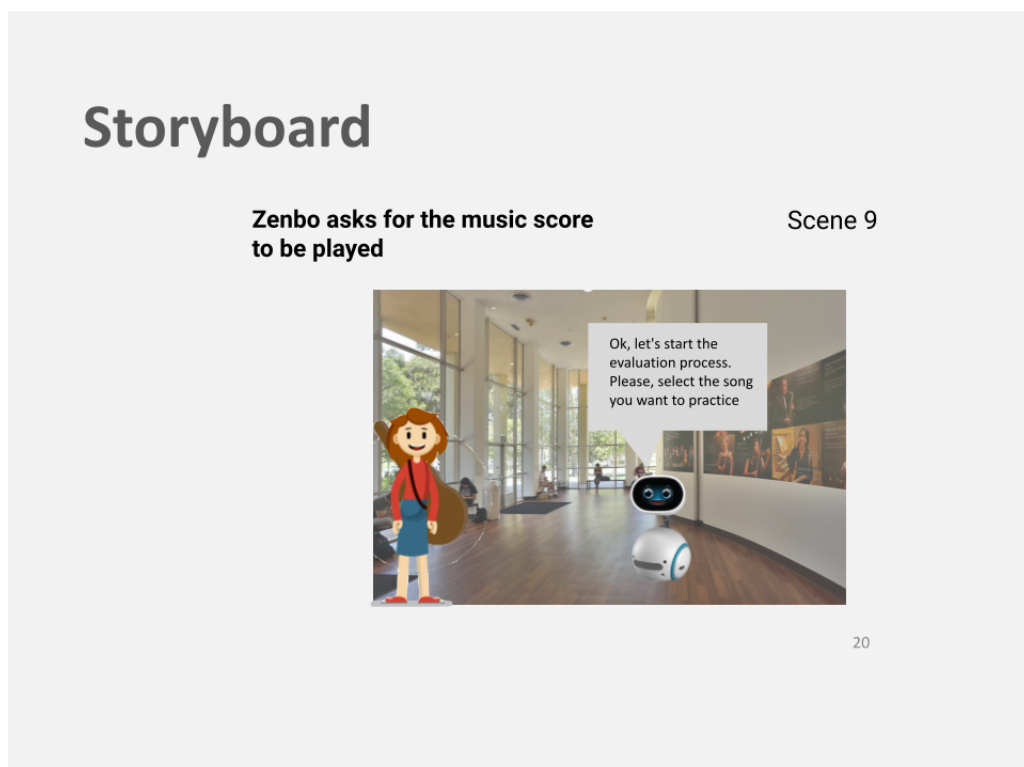 Storyboard
Zenbo asks for the music score
to be played
Scene 9
Ok, let's start the
evaluation process.
Please, select the song
you want to practice
20